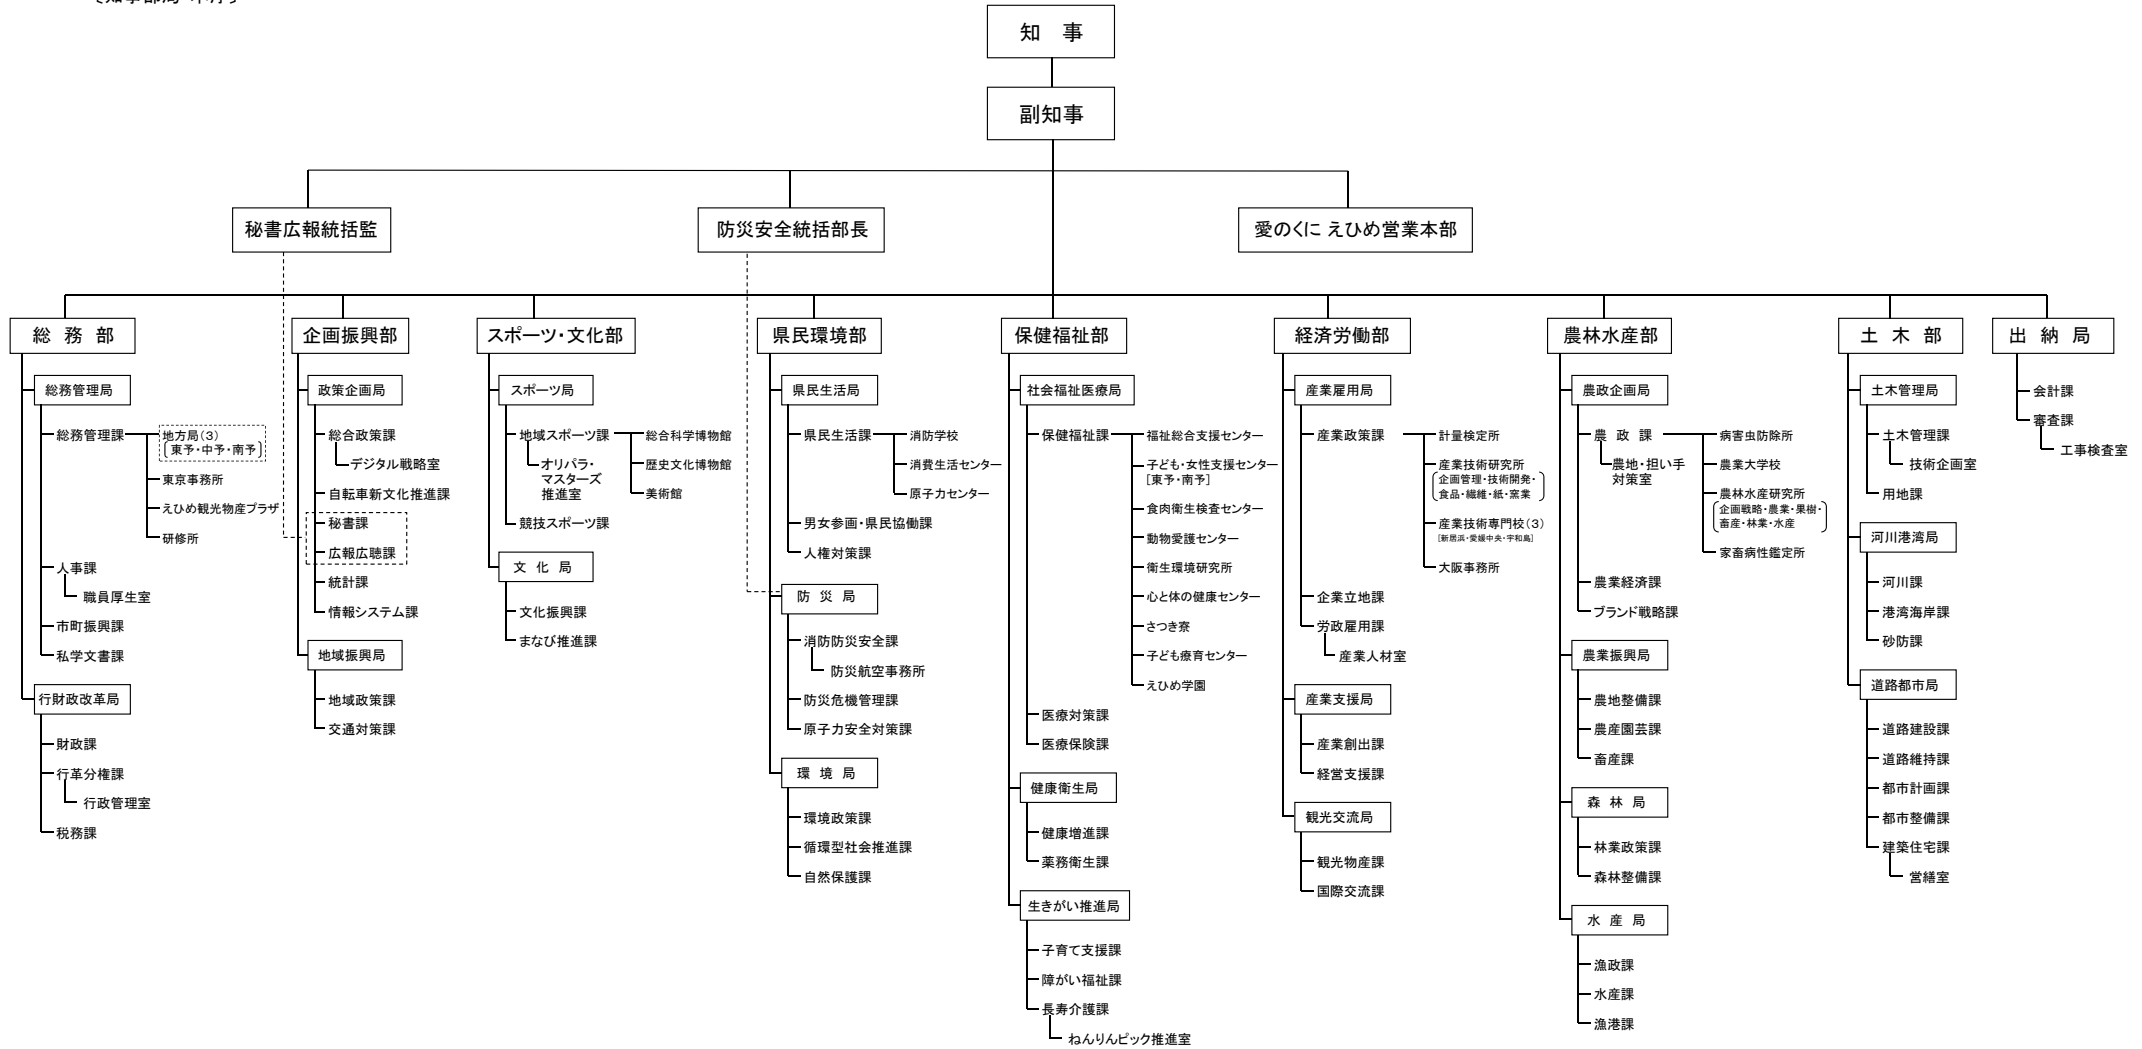 知　事
副知事
秘書広報統括監
防災安全統括部長
愛のくに えひめ営業本部
総　務　部
総務管理局
総務管理課
地方局(3)
〔東予・中予・南予〕
東京事務所
えひめ観光物産プラザ
研修所
人事課
職員厚生室
市町振興課
私学文書課
行財政改革局
財政課
行革分権課
行政管理室
税務課
企画振興部
政策企画局
総合政策課
デジタル戦略室
自転車新文化推進課
秘書課
広報広聴課
統計課
情報システム課
地域振興局
地域政策課
交通対策課
スポーツ・文化部
スポーツ局
地域スポーツ課
総合科学博物館
歴史文化博物館
美術館
オリパラ・
マスターズ
推進室
競技スポーツ課
文　化　局
文化振興課
まなび推進課
県民環境部
県民生活局
県民生活課
消防学校
消費生活センター
原子力センター
男女参画・県民協働課
人権対策課
防　災　局
消防防災安全課
防災航空事務所
防災危機管理課
原子力安全対策課
環　境　局
環境政策課
循環型社会推進課
自然保護課
保健福祉部
社会福祉医療局
保健福祉課
福祉総合支援センター
子ども・女性支援センター
[東予・南予]
食肉衛生検査センター
動物愛護センター
衛生環境研究所
心と体の健康センター
さつき寮
子ども療育センター
えひめ学園
医療対策課
医療保険課
健康衛生局
健康増進課
薬務衛生課
生きがい推進局
子育て支援課
障がい福祉課
長寿介護課
ねんりんピック推進室
経済労働部
産業雇用局
産業政策課
計量検定所
産業技術研究所
企画管理・技術開発・
食品・繊維・紙・窯業
産業技術専門校(3)
[新居浜・愛媛中央・宇和島]
大阪事務所
企業立地課
労政雇用課
産業人材室
産業支援局
産業創出課
経営支援課
観光交流局
観光物産課
国際交流課
農林水産部
農政企画局
農　政　課
病害虫防除所
農業大学校
農林水産研究所
企画戦略・農業・果樹・
畜産・林業・水産
家畜病性鑑定所
農地・担い手
対策室
農業経済課
ブランド戦略課
農業振興局
農地整備課
農産園芸課
畜産課
森　林　局
林業政策課
森林整備課
水　産　局
漁政課
水産課
漁港課
土　木　部
土木管理局
土木管理課
技術企画室
用地課
河川港湾局
河川課
港湾海岸課
砂防課
道路都市局
道路建設課
道路維持課
都市計画課
都市整備課
建築住宅課
営繕室
出　納　局
会計課
審査課
工事検査室